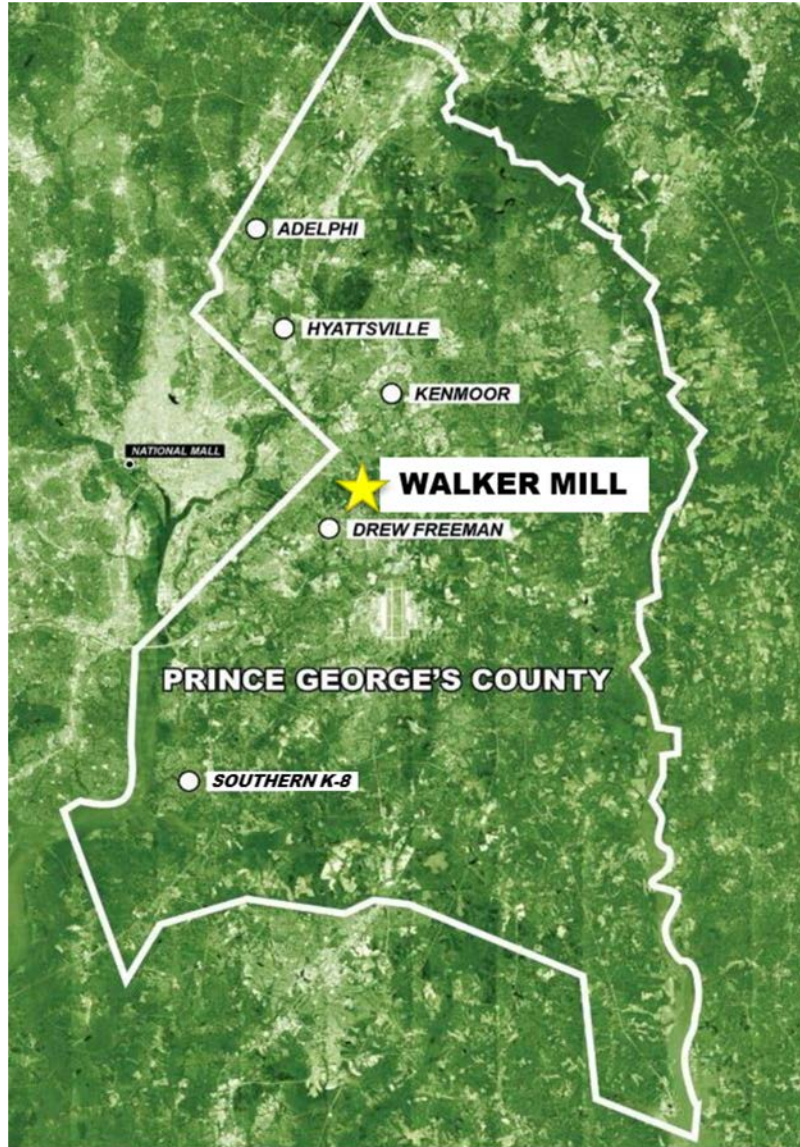 ADELPHI
HYATTSVILLE
KENMOOR
NATIONAL MALL
WALKER MILL
DREW FREEMAN
PRINCE GEORGE'S COUNTY
SOUTHERN K-8